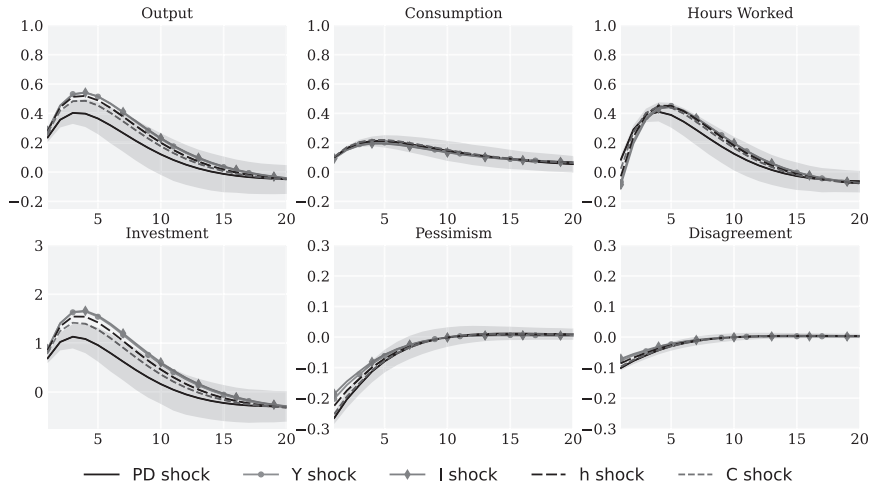 Output Consumption Hours Worked
1.0 1.0 1.0
0.8 0.8 0.8
0.6 0.6 0.6
0.4 0.4 0.4
0.2 0.2 0.2
0.0 0.0 0.0
−0.2 −0.2 −0.2
5 10 15 20 5 10 15 20 5 10 15 20
Investment Pessimism Disagreement
3 0.3 0.3
0.2 0.2
2 0.1 0.1
1 0.0 0.0
−0.1 −0.1
0 −0.2 −0.2
−0.3 −0.3
5 10 15 20 5 10 15 20 5 10 15 20
PD shock Y shock I shock h shock C shock